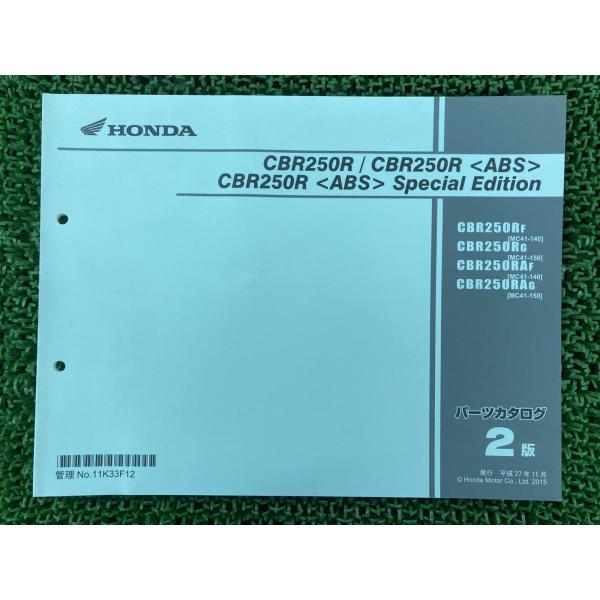 HONDA
CBR250R / CBR250R <ABS>
CBR250R <ABS> Special Edition
CBR250RF
[MC41-140]
CBR250RG
[MC41-150]
CBR250RAF
[MC41-140]
CBR250RAG
[MC41-150]
パーツカタログ
2版
発行 平成27年11月
© Honda Motor Co., Ltd. 2015
管理 No.11K33F12